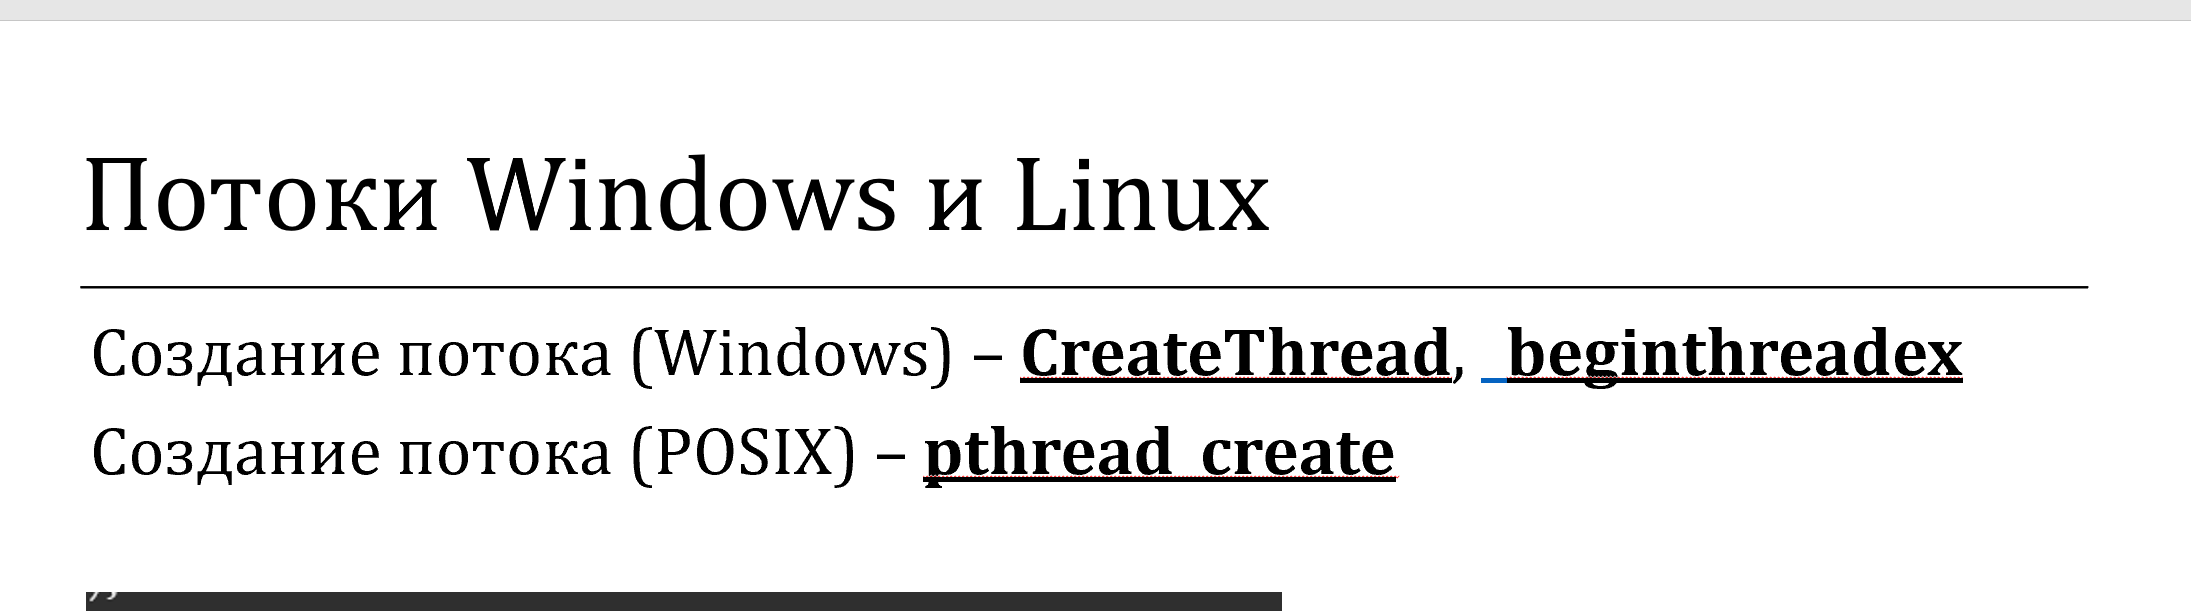 Потоки Windows и Linux
Создание потока (Windows) – CreateThread, _beginthreadex
Создание потока (POSIX) – pthread_create